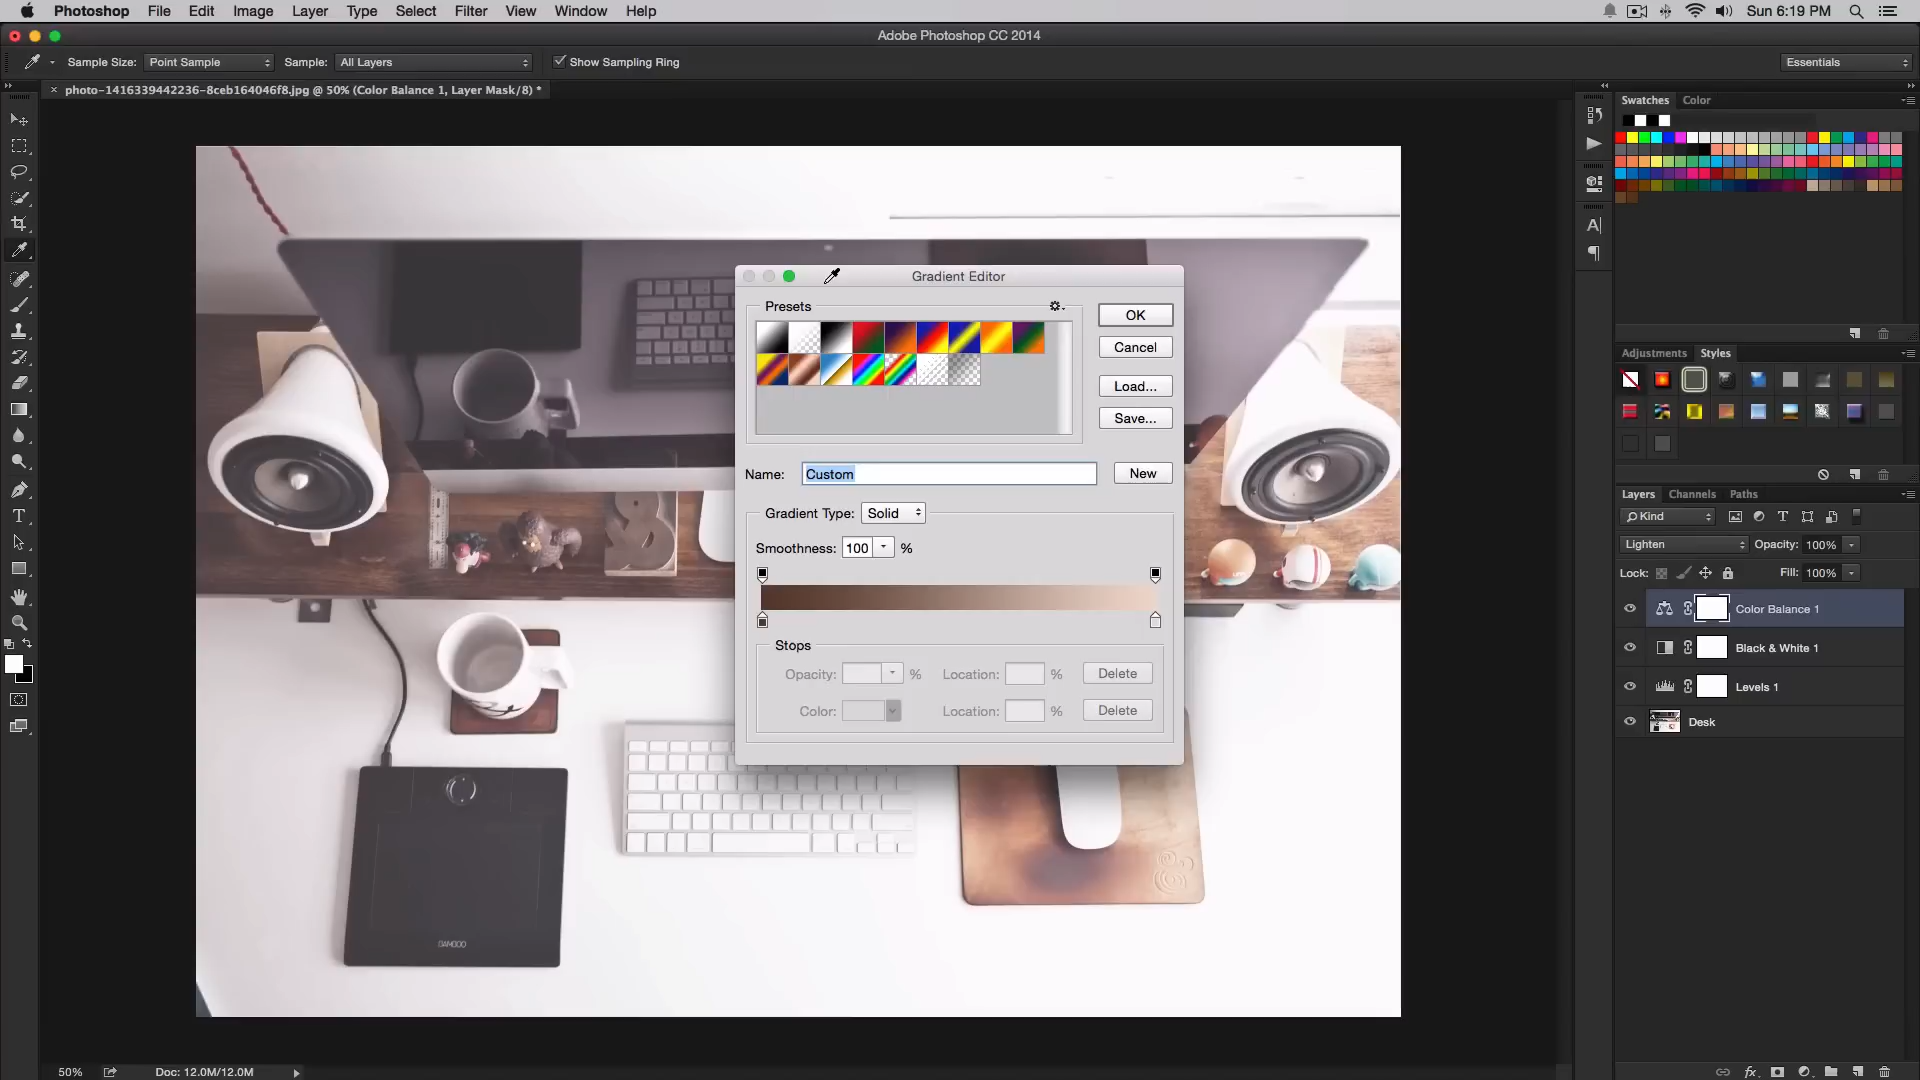 Photoshop File Edit Image Layer Type Select Filter View Window Help
Sun 6:19 PM
Adobe Photoshop CC 2014
Sample Size: Point Sample Sample: All Layers Show Sampling Ring
Essentials
photo-1416339442236-8ceb164046f8.jpg @ 50% (Color Balance 1, Layer Mask/8) *
Swatches Color
Gradient Editor
Presets
OK
Cancel
Load...
Save...
Name: Custom
New
Gradient Type: Solid
Smoothness: 100 %
Stops
Opacity: % Location: % Delete
Color: Location: % Delete
Adjustments Styles
Layers Channels Paths
Kind
Lighten Opacity: 100%
Lock: Fill: 100%
Color Balance 1
Black & White 1
Levels 1
Desk
50% Doc: 12.0M/12.0M